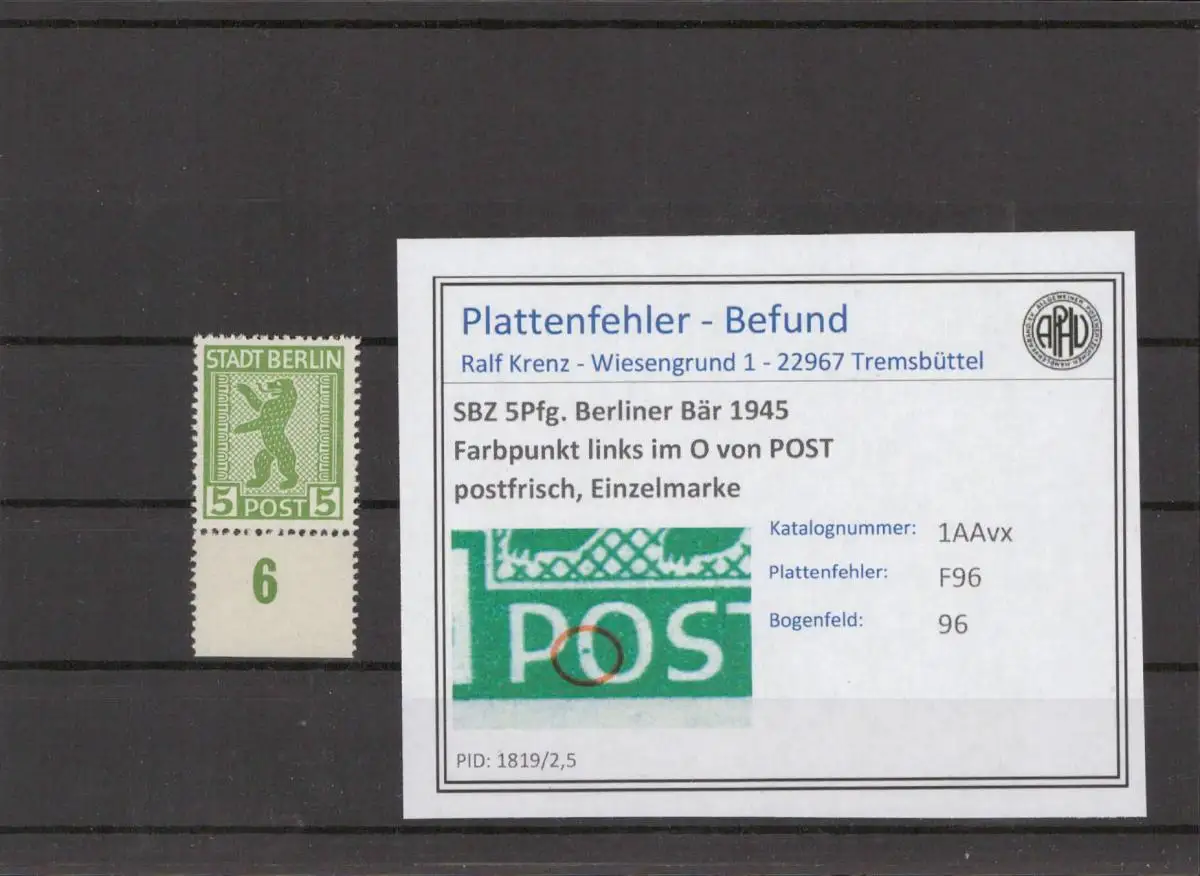 STADT BERLIN
5 POST 5
6
Plattenfehler - Befund
Ralf Krenz - Wiesengrund 1 - 22967 Tremsbüttel
APHV
SBZ 5Pfg. Berliner Bär 1945
Farbpunkt links im O von POST
postfrisch, Einzelmarke
POST
Katalognummer: 1AAvx
Plattenfehler: F96
Bogenfeld: 96
PID: 1819/2,5